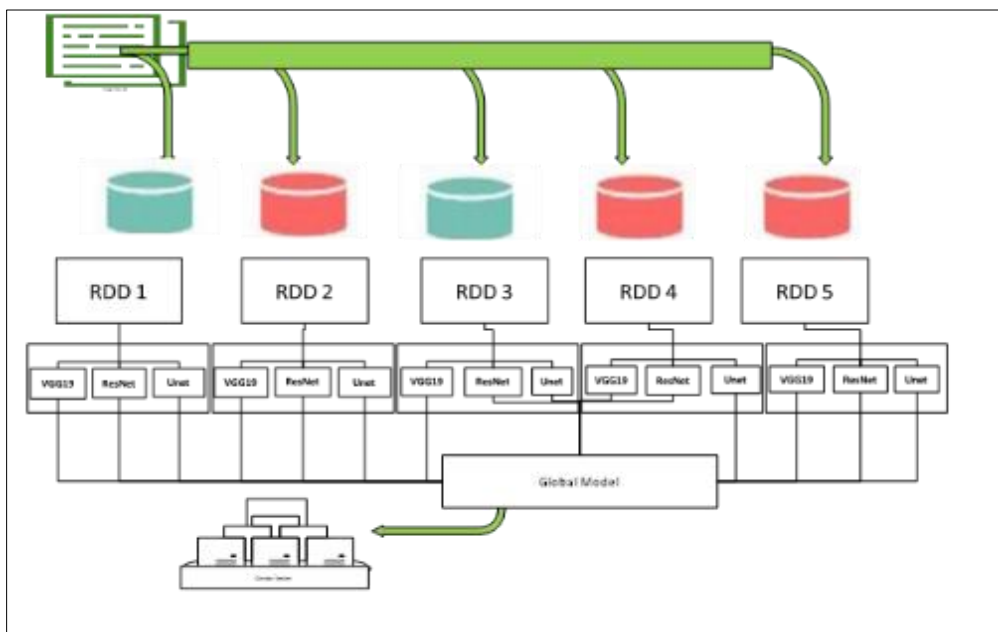 RDD 1
RDD 2
RDD 3
RDD 4
RDD 5
VGG19 ResNet Unet
VGG19 ResNet Unet
VGG19 ResNet Unet
VGG19 ResNet Unet
VGG19 ResNet Unet
Global Model